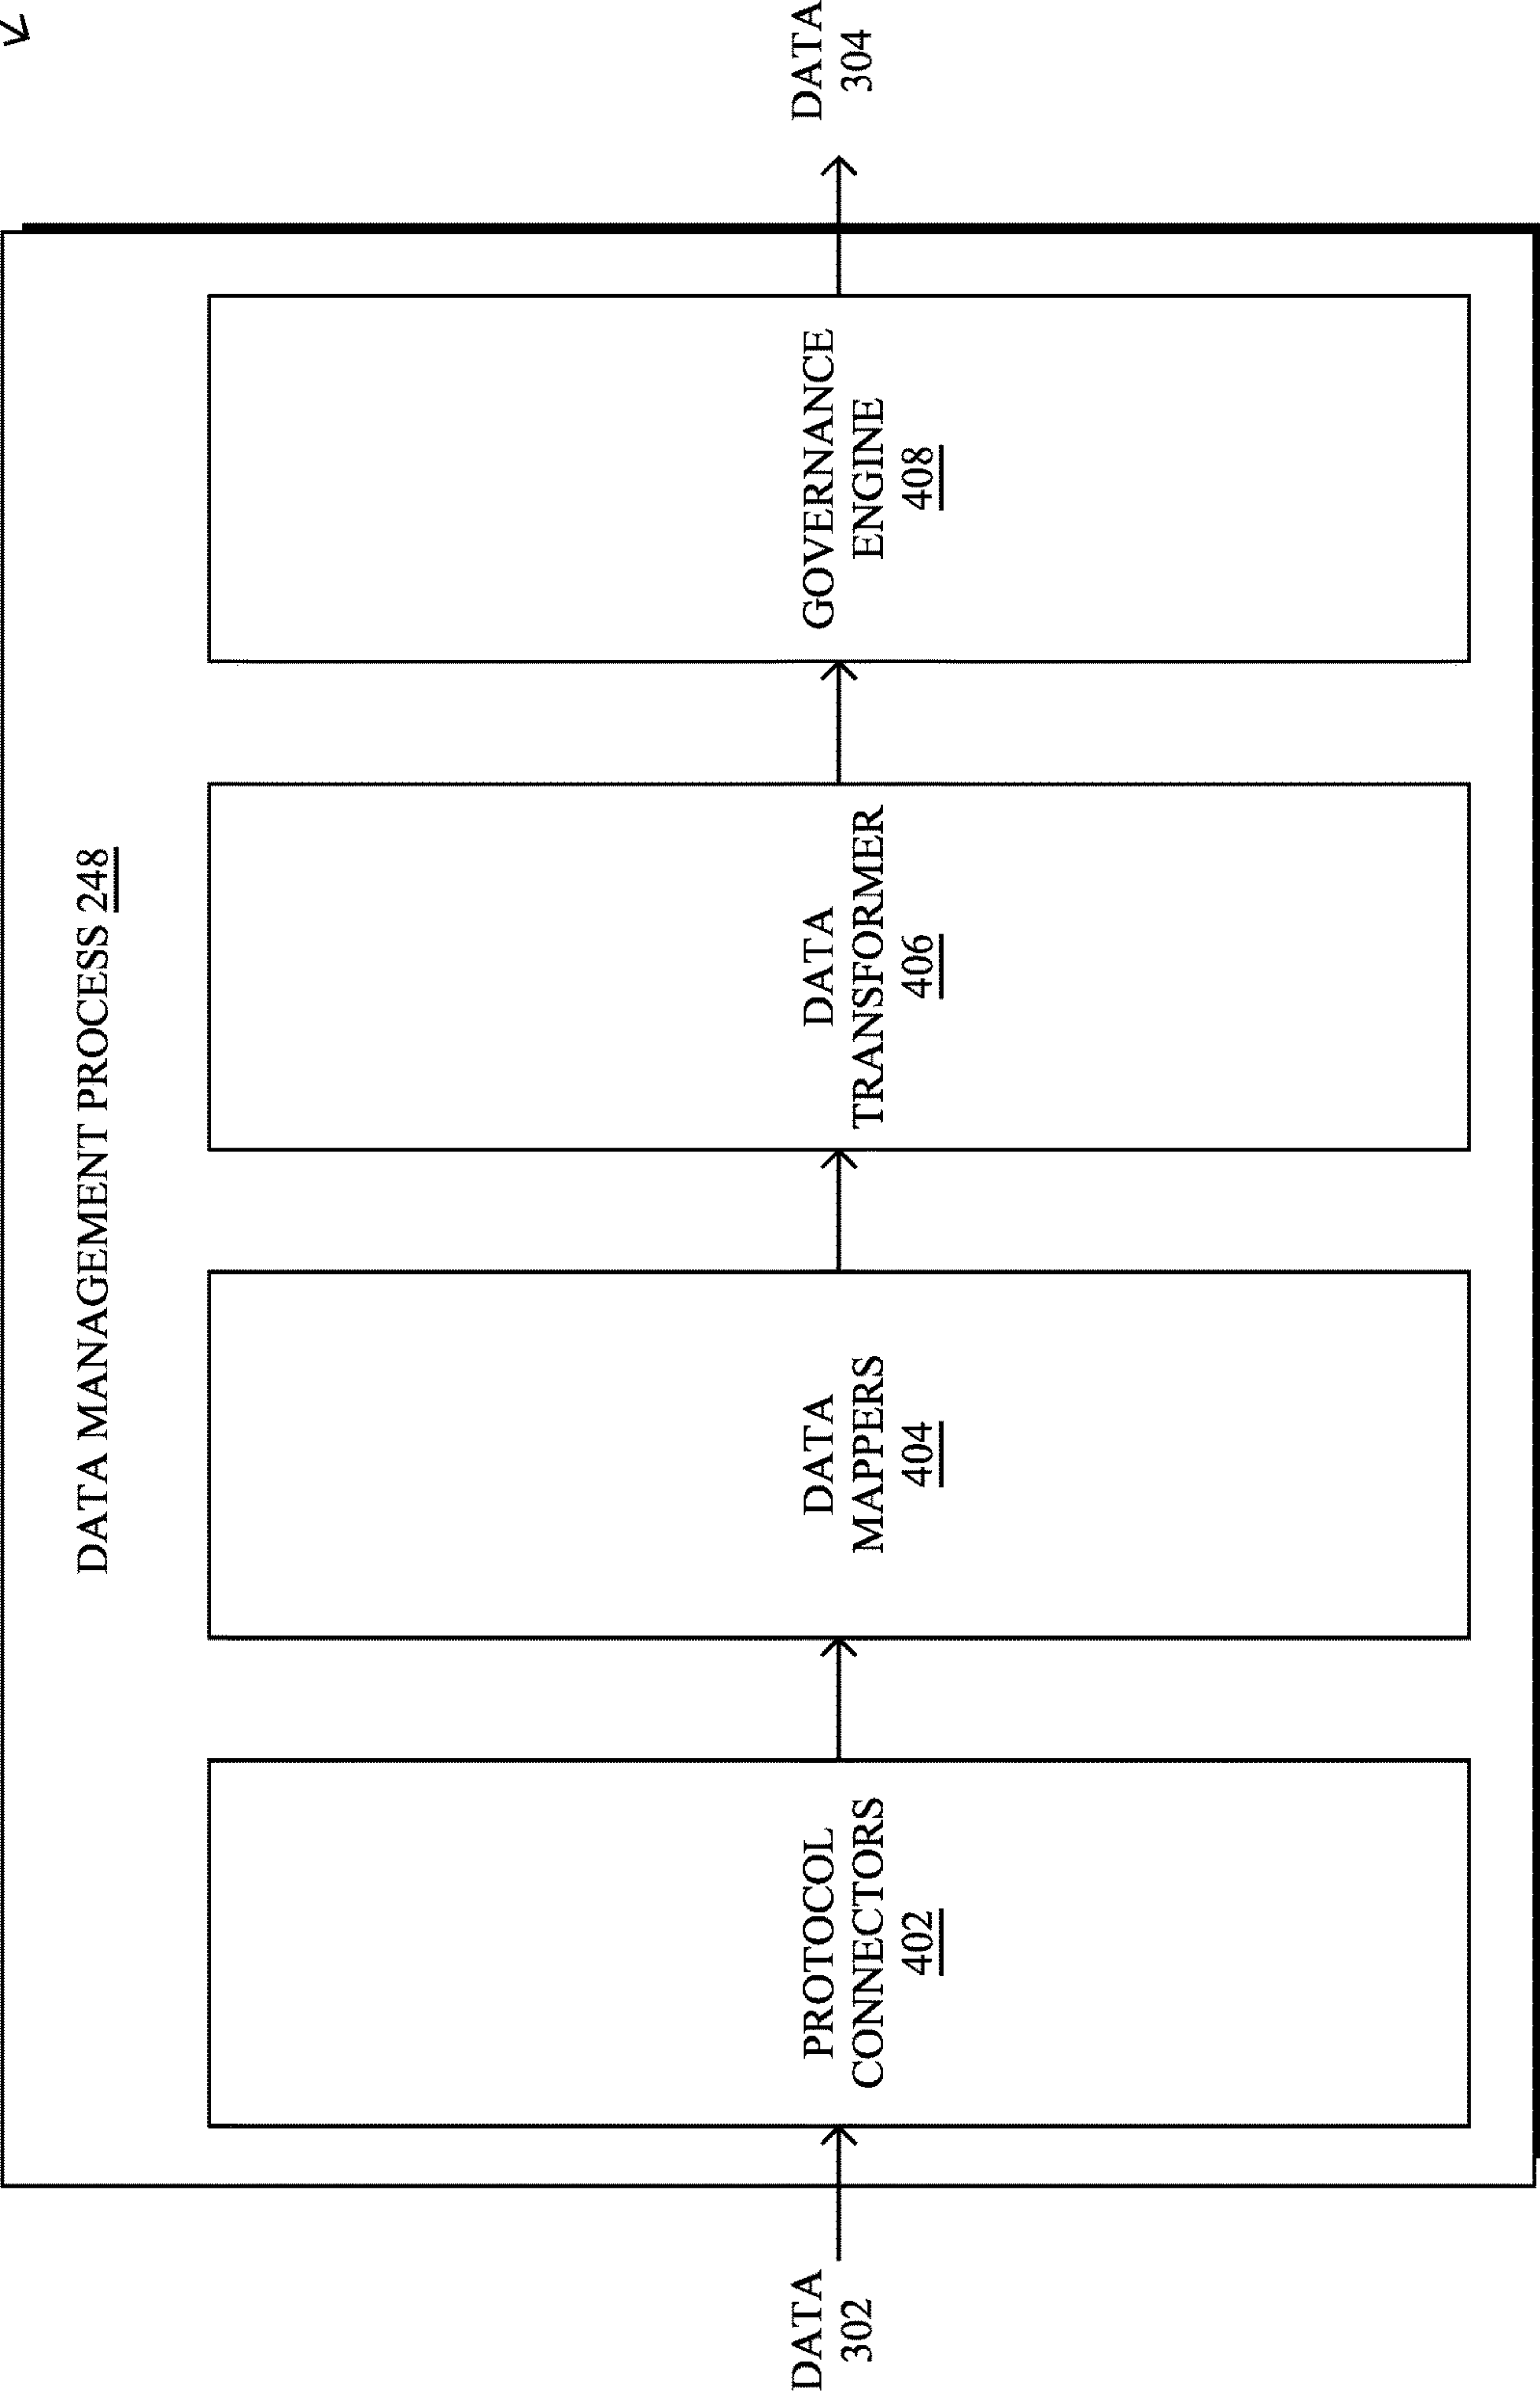 DATA MANAGEMENT PROCESS 248
DATA
302
PROTOCOL
CONNECTORS
402
DATA
MAPPERS
404
DATA
TRANSFORMER
406
GOVERNANCE
ENGINE
408
DATA
304